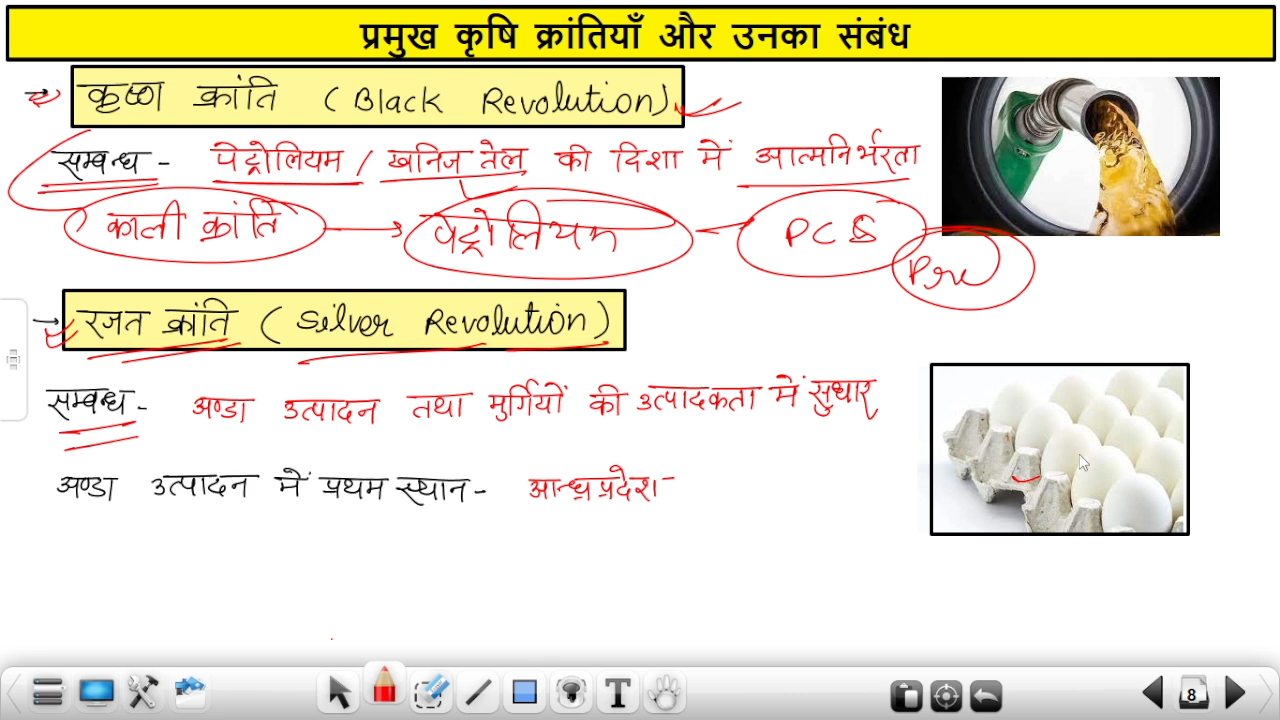 प्रमुख कृषि क्रांतियाँ और उनका संबंध
कृष्ण क्रांति (Black Revolution)
सम्बन्ध - पेट्रोलियम / खनिज तेल की दिशा में आत्मनिर्भरता
काली क्रांति → पेट्रोलियम - PCS
Pre
→ रजत क्रांति (Silver Revolution)
सम्बन्ध - अण्डा उत्पादन तथा मुर्गियों की उत्पादकता में सुधार
अण्डा उत्पादन में प्रथम स्थान - आन्ध्र प्रदेश
8